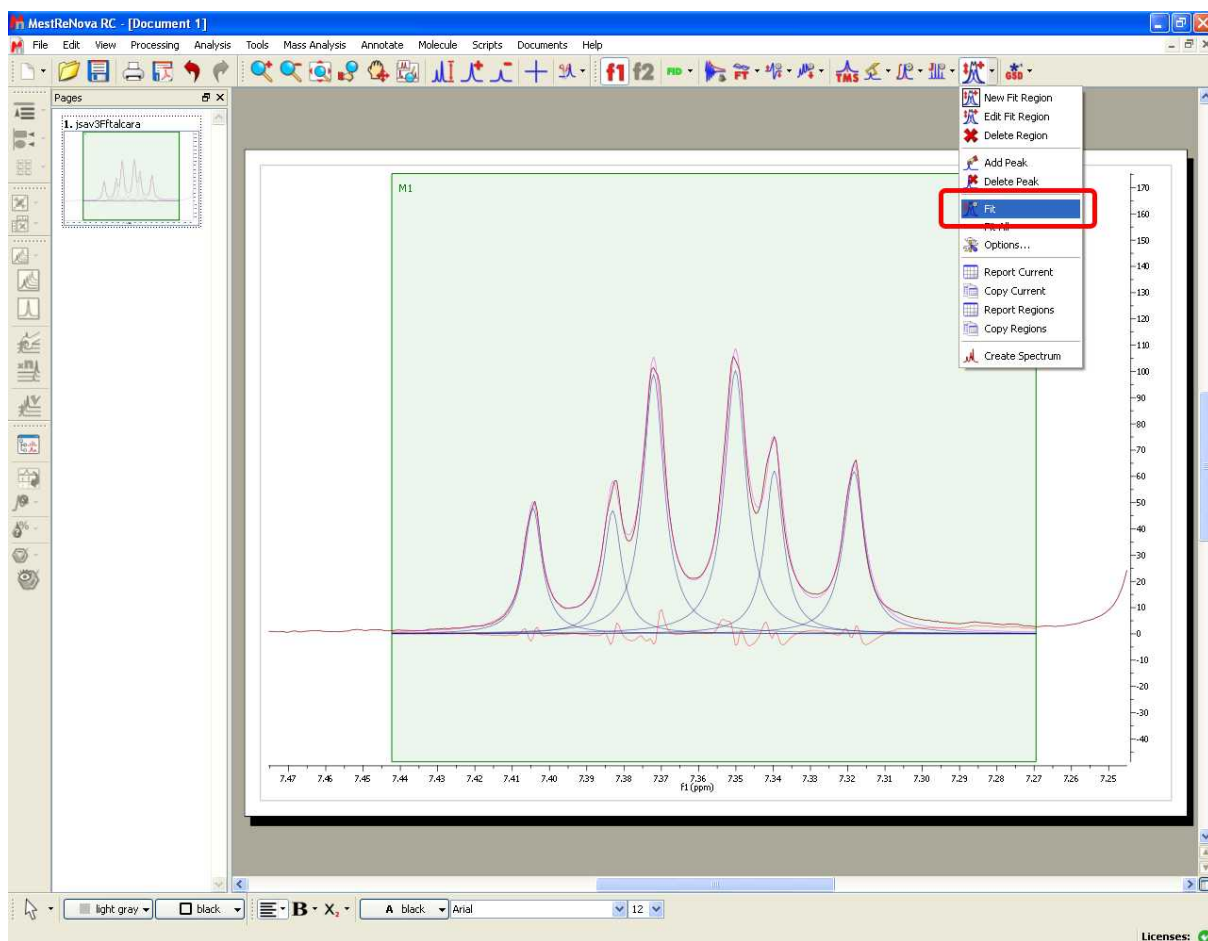 MestReNova RC - [Document 1]
File Edit View Processing Analysis Tools Mass Analysis Annotate Molecule Scripts Documents Help
f1 f2 FID FT TMS GSD
Pages
1. jsav3Fftalcara
New Fit Region
Edit Fit Region
Delete Region
Add Peak
Delete Peak
Fit
Fit All
Options...
Report Current
Copy Current
Report Regions
Copy Regions
Create Spectrum
M1
170
160
150
140
130
120
110
100
90
80
70
60
50
40
30
20
10
0
-10
-20
-30
-40
7.47 7.46 7.45 7.44 7.43 7.42 7.41 7.40 7.39 7.38 7.37 7.36 7.35 7.34 7.33 7.32 7.31 7.30 7.29 7.28 7.27 7.26 7.25
f1 (ppm)
light gray black B X2 A black Arial 12
Licenses: